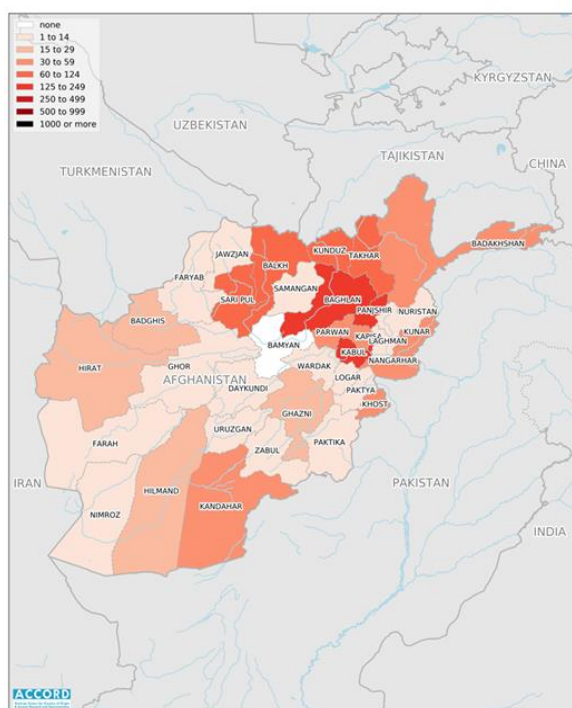 none
1 to 14
15 to 29
30 to 59
60 to 124
125 to 249
250 to 499
500 to 999
1000 or more
KYRGYZSTAN
UZBEKISTAN
TAJIKISTAN
CHINA
TURKMENISTAN
JAWZJAN
BALKH
KUNDUZ
TAKHAR
BADAKHSHAN
FARYAB
SAMANGAN
SARI PUL
BAGHLAN
PANJSHIR
NURISTAN
BADGHIS
PARWAN
KAPISA
KUNAR
LAGHMAN
BAMYAN
KABUL
NANGARHAR
HIRAT
GHOR
WARDAK
LOGAR
AFGHANISTAN
DAYKUNDI
PAKTYA
KHOST
GHAZNI
URUZGAN
FARAH
ZABUL
PAKTIKA
IRAN
HILMAND
PAKISTAN
NIMROZ
KANDAHAR
INDIA
ACCORD